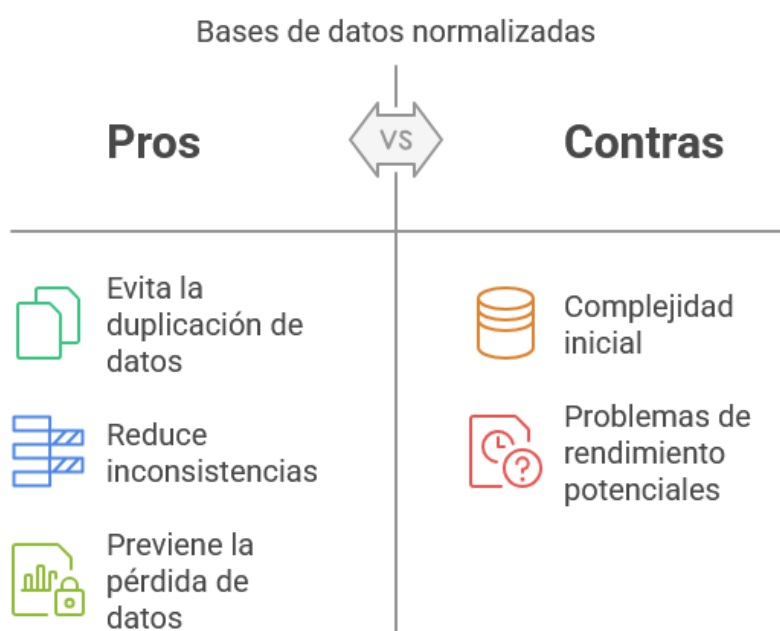 Bases de datos normalizadas
Pros
VS
Contras
Evita la
duplicación de
datos
Reduce
inconsistencias
Previene la
pérdida de
datos
Complejidad
inicial
Problemas de
rendimiento
potenciales